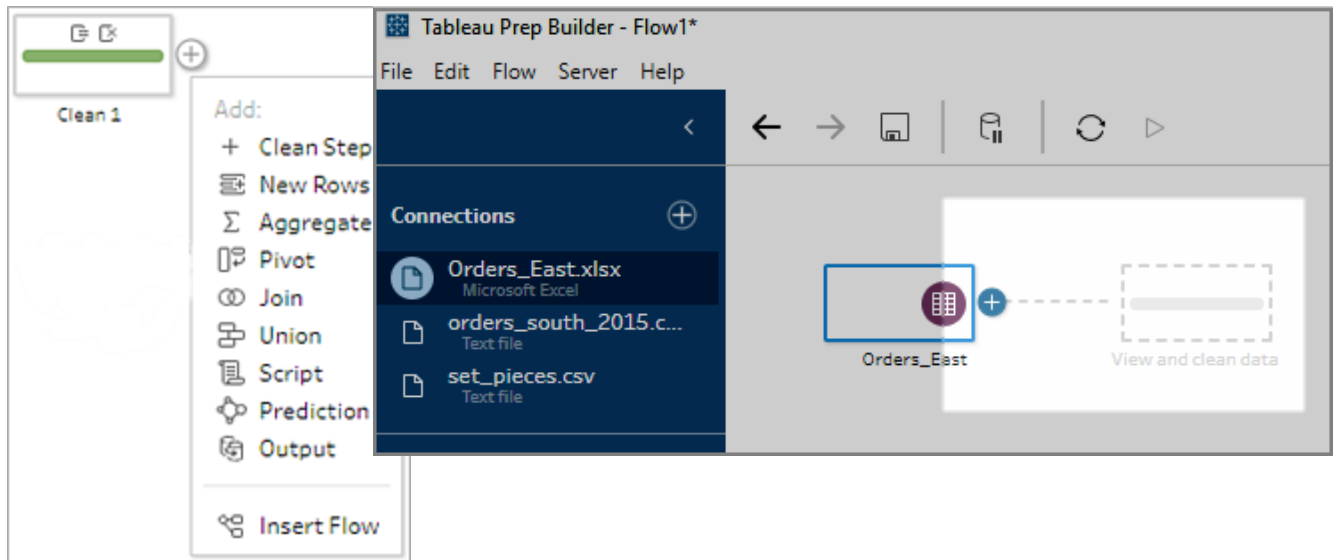 Clean 1
Add:
Clean Step
New Rows
Aggregate
Pivot
Join
Union
Script
Prediction
Output
Insert Flow
Tableau Prep Builder - Flow1*
File Edit Flow Server Help
Connections
Orders_East.xlsx
Microsoft Excel
orders_south_2015.c...
Text file
set_pieces.csv
Text file
Orders_East
View and clean data